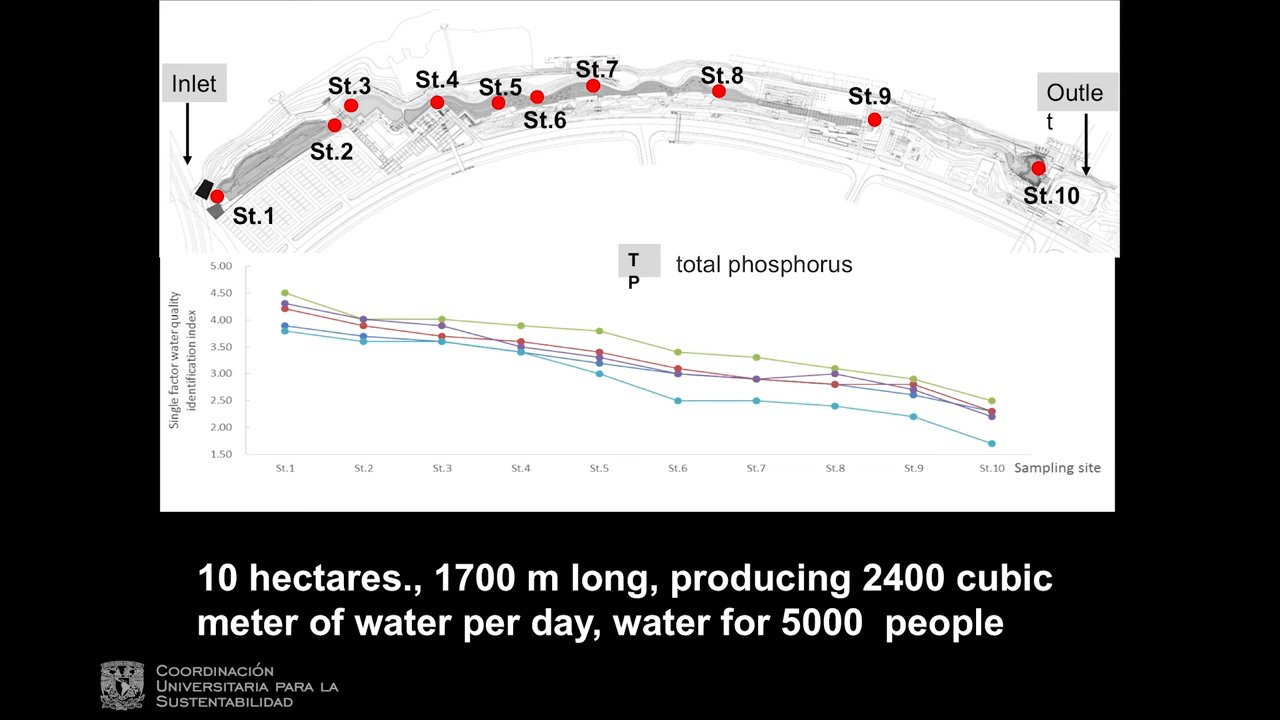 Inlet
St.1
St.2
St.3
St.4
St.5
St.6
St.7
St.8
St.9
St.10
Outle
t
T
P
total phosphorus
Single factor water quality
identification index
5.00
4.50
4.00
3.50
3.00
2.50
2.00
1.50
St.1 St.2 St.3 St.4 St.5 St.6 St.7 St.8 St.9 St.10 Sampling site
10 hectares., 1700 m long, producing 2400 cubic
meter of water per day, water for 5000 people
COORDINACIÓN
UNIVERSITARIA PARA LA
SUSTENTABILIDAD